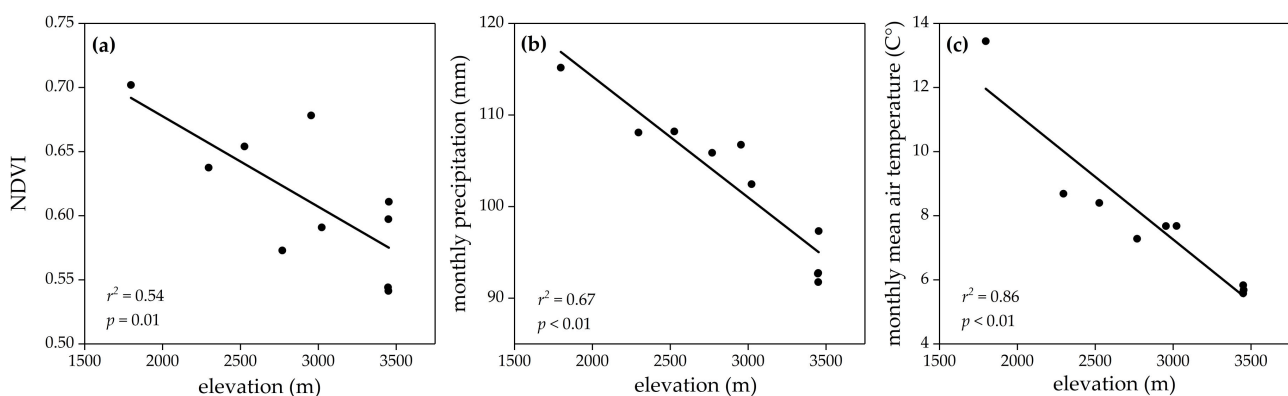 (a)
NDVI
0.75
0.70
0.65
0.60
0.55
0.50
r² = 0.54
p = 0.01
1500 2000 2500 3000 3500
elevation (m)
(b)
monthly precipitation (mm)
120
110
100
90
r² = 0.67
p < 0.01
1500 2000 2500 3000 3500
elevation (m)
(c)
monthly mean air temperature (C°)
14
12
10
8
6
4
r² = 0.86
p < 0.01
1500 2000 2500 3000 3500
elevation (m)